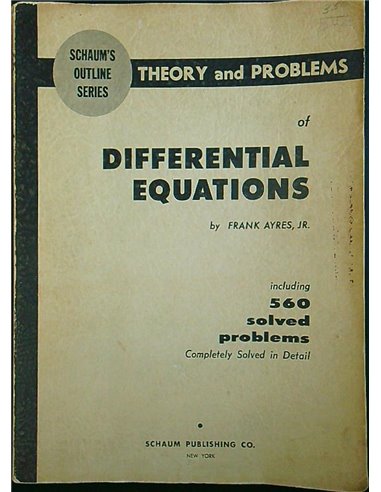 SCHAUM'S
OUTLINE
SERIES
THEORY and PROBLEMS
of
DIFFERENTIAL
EQUATIONS
by FRANK AYRES, JR.
including
560
solved
problems
Completely Solved in Detail
SCHAUM PUBLISHING CO.
NEW YORK